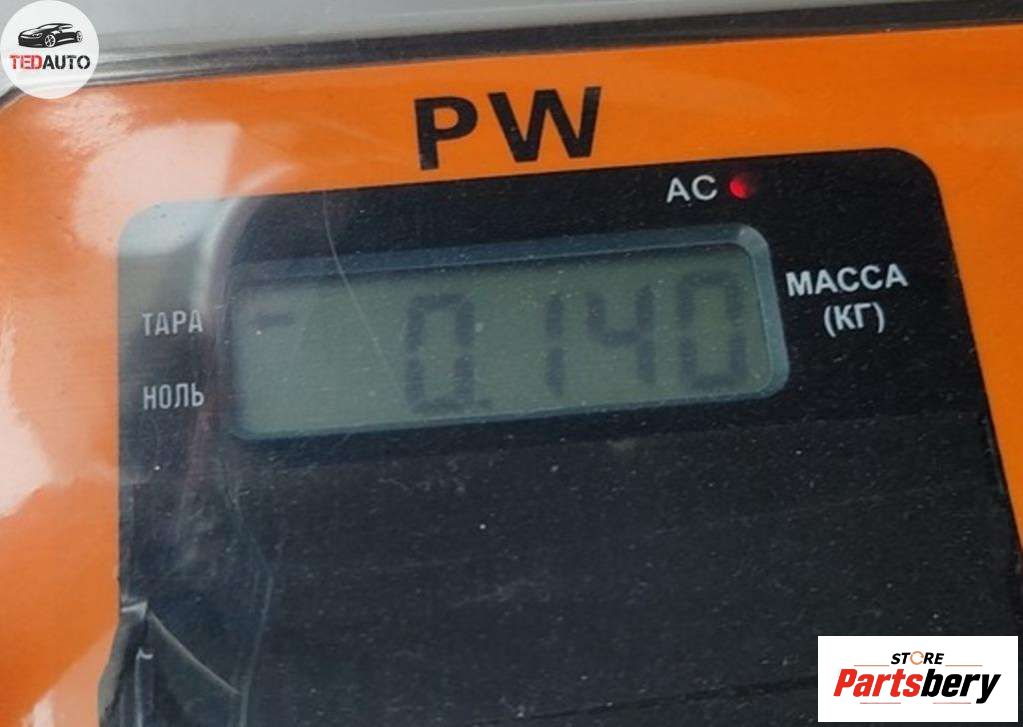 TEDAUTO
PW
AC
МАССА
(КГ)
ТАРА
- 0.140
НОЛЬ
STORE
Partsbery